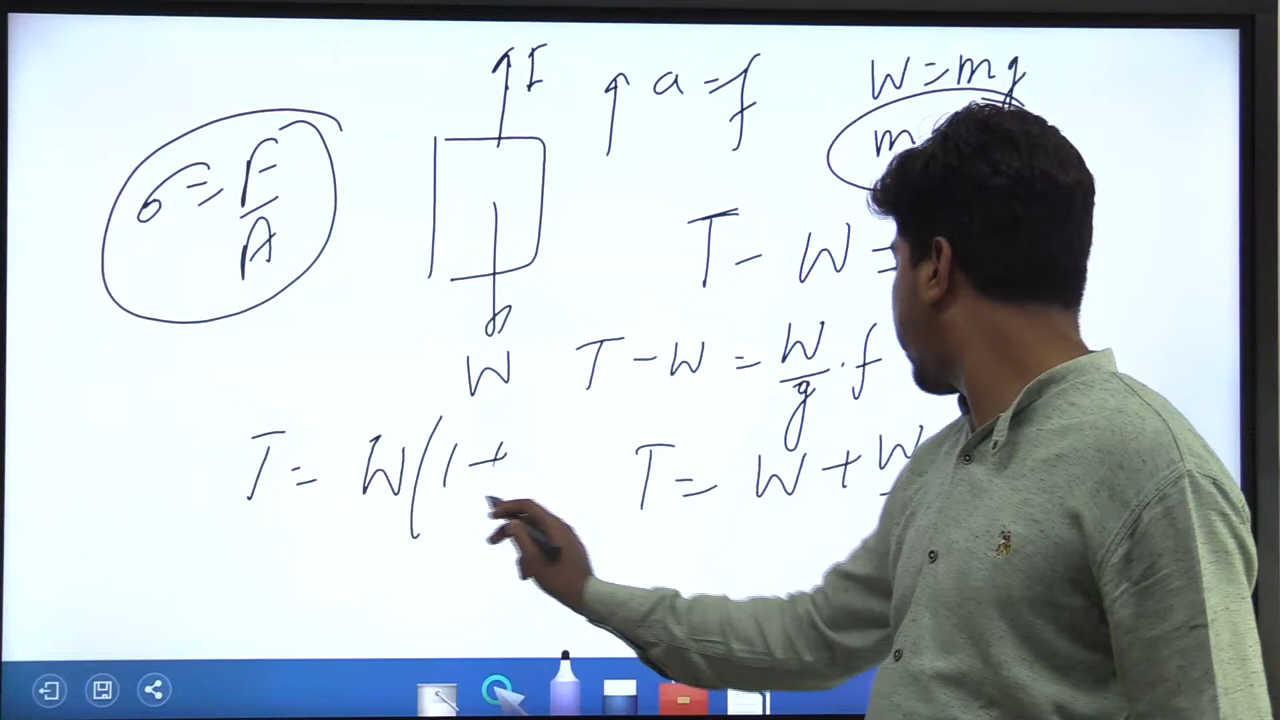 a = f
W = mg
m
σ = F/A
T - W =
W
T - W = W/g . f
T = W(1 +
T = W + W